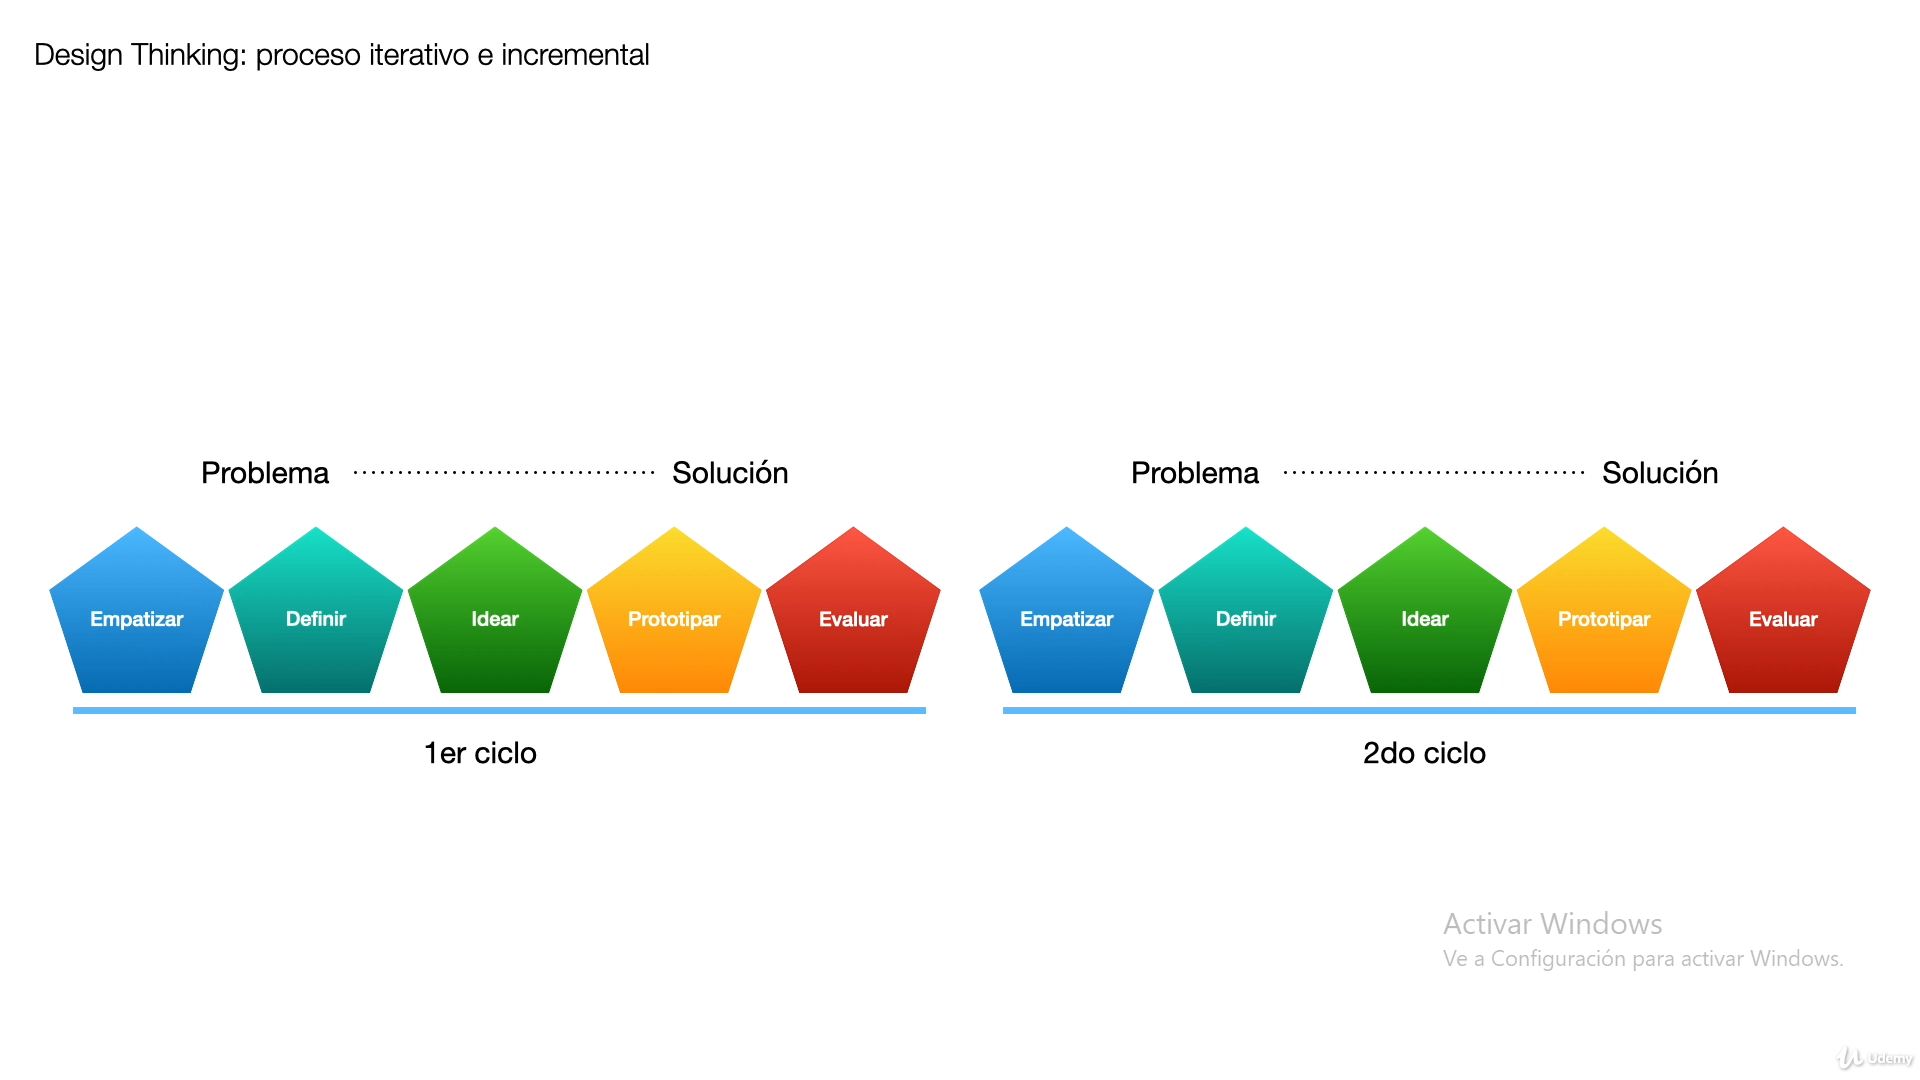 Design Thinking: proceso iterativo e incremental
Problema Solución
Empatizar Definir Idear Prototipar Evaluar
1er ciclo
Problema Solución
Empatizar Definir Idear Prototipar Evaluar
2do ciclo
Activar Windows
Ve a Configuración para activar Windows.
Udemy